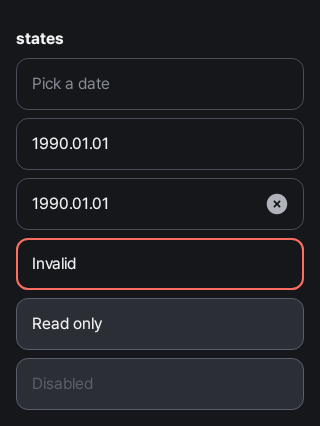 states
Pick a date
1990.01.01
1990.01.01
Invalid
Read only
Disabled